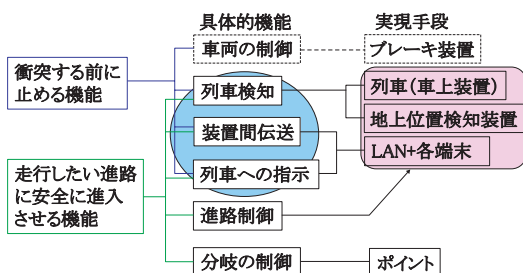 具体的機能
実現手段
車両の制御
ブレーキ装置
衝突する前に
止める機能
列車検知
列車(車上装置)
地上位置検知装置
装置間伝送
LAN+各端末
走行したい進路
に安全に進入
させる機能
列車への指示
進路制御
分岐の制御
ポイント